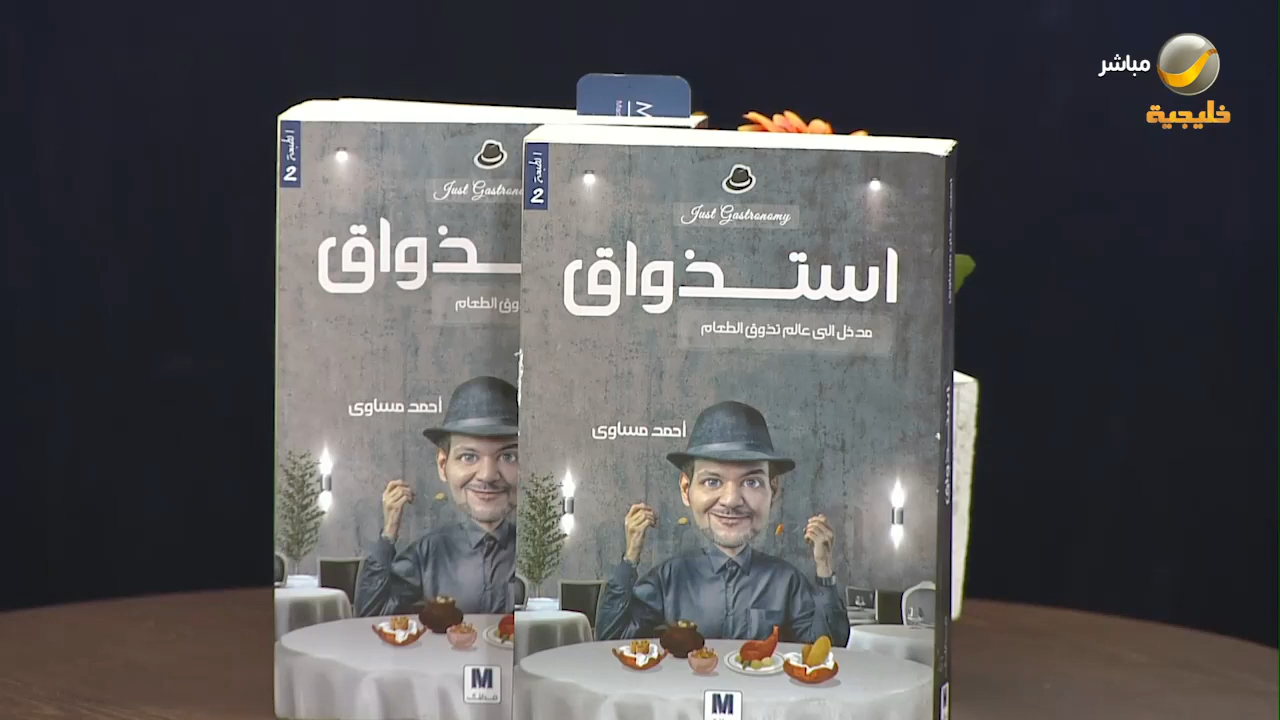 مباشر
خليجية
الطبعة 2
Just Gastronomy
استذواق
مدخل الى عالم تذوق الطعام
أحمد مساوى
M
الطبعة 2
Just Gastrono
ـذواق
وق الطعام
أحمد مساوى
M